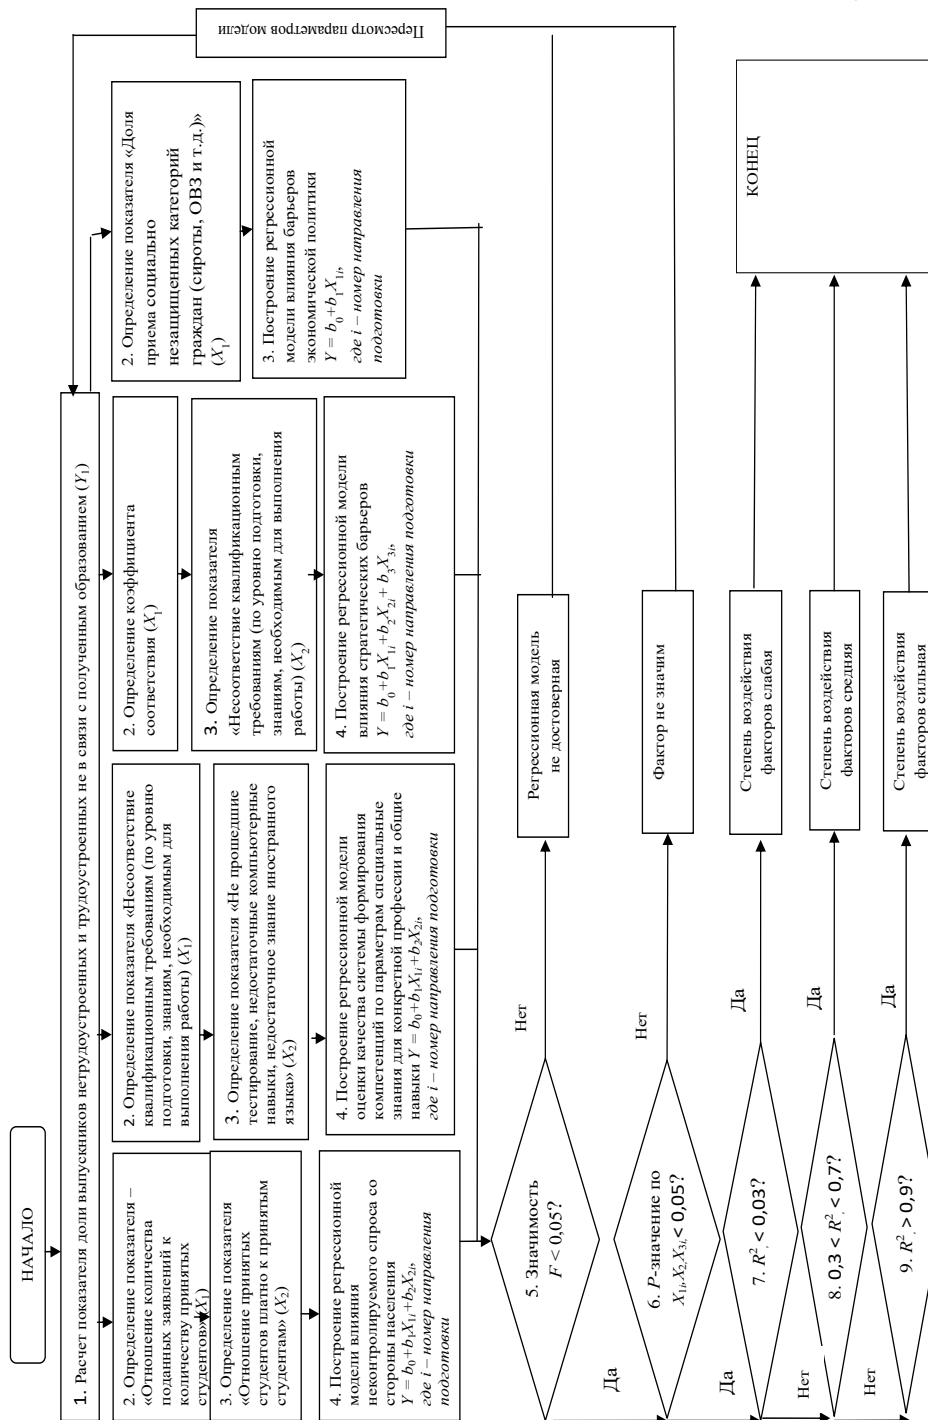 НАЧАЛО
1. Расчет показателя доли выпускников нетрудоустроенных и трудоустроенных не в связи с полученным образованием (Y1)
2. Определение показателя –
«Отношение количества
поданных заявлений к
количеству принятых
студентов» (X1)
3. Определение показателя
«Отношение принятых
студентов платно к принятым
студентам» (X2)
4. Построение регрессионной
модели влияния
неконтролируемого спроса со
стороны населения
Y = b0+b1X1i+b2X2i,
где i – номер направления
подготовки
2. Определение показателя «Несоответствие
квалификационным требованиям (по уровню
подготовки, знаниям, необходимым для
выполнения работы) (X1)
3. Определение показателя «Не прошедшие
тестирование, недостаточные компьютерные
навыки, недостаточное знание иностранного
языка» (X2)
4. Построение регрессионной модели
оценки качества системы формирования
компетенций по параметрам специальные
знания для конкретной профессии и общие
навыки Y = b0+b1X1i+b2X2i,
где i – номер направления подготовки
2. Определение коэффициента
соответствия (X1)
3. Определение показателя
«Несоответствие квалификационным
требованиям (по уровню подготовки,
знаниям, необходимым для выполнения
работы) (X2)
4. Построение регрессионной модели
влияния стратегических барьеров
Y = b0+b1X1i+b2X2i+ b3X3i,
где i – номер направления подготовки
2. Определение показателя «Доля
приема социально
незащищенных категорий
граждан (сироты, ОВЗ и т.д.)»
(X1)
3. Построение регрессионной
модели влияния барьеров
экономической политики
Y = b0+b1X1i,
где i – номер направления
подготовки
Пересмотр параметров модели
5. Значимость
F < 0,05?
Нет
Регрессионная модель
не достоверная
Да
6. P-значение по
X1i,X2,X3i,< 0,05?
Нет
Фактор не значим
Да
7. R² < 0,03?
Да
Степень воздействия
факторов слабая
Нет
8. 0,3 < R² < 0,7?
Да
Степень воздействия
факторов средняя
Нет
9. R² > 0,9?
Да
Степень воздействия
факторов сильная
КОНЕЦ